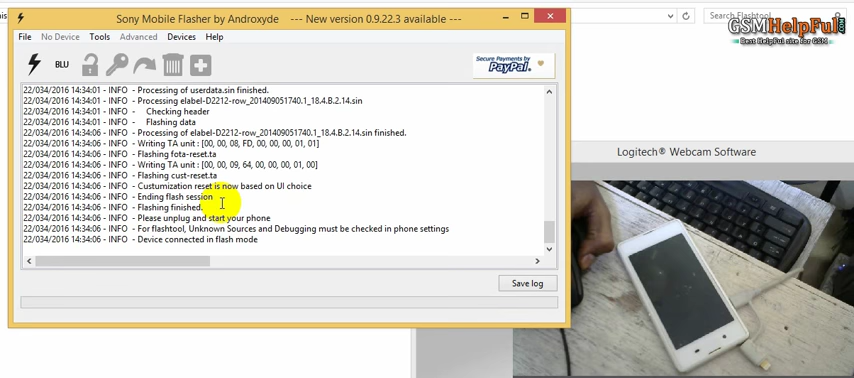 Sony Mobile Flasher by Androxyde --- New version 0.9.22.3 available ---
Search Flashtool
GSMHelpFul.COM
Best HelpFul site for GSM
File No Device Tools Advanced Devices Help
BLU
SECURE PAYMENTS BY
PayPal
22/034/2016 14:34:01 - INFO - Processing of userdata.sin finished.
22/034/2016 14:34:01 - INFO - Processing elabel-D2212-row_201409051740.1_18.4.B.2.14.sin
22/034/2016 14:34:01 - INFO - Checking header
22/034/2016 14:34:01 - INFO - Flashing data
22/034/2016 14:34:06 - INFO - Processing of elabel-D2212-row_201409051740.1_18.4.B.2.14.sin finished.
22/034/2016 14:34:06 - INFO - Writing TA unit : [00, 00, 08, FD, 00, 00, 00, 01, 01]
22/034/2016 14:34:06 - INFO - Flashing fota-reset.ta
22/034/2016 14:34:06 - INFO - Writing TA unit : [00, 00, 09, 64, 00, 00, 00, 01, 00]
22/034/2016 14:34:06 - INFO - Flashing cust-reset.ta
22/034/2016 14:34:06 - INFO - Custumization reset is now based on UI choice
22/034/2016 14:34:06 - INFO - Ending flash session
22/034/2016 14:34:06 - INFO - Flashing finished.
22/034/2016 14:34:06 - INFO - Please unplug and start your phone
22/034/2016 14:34:06 - INFO - For flashtool, Unknown Sources and Debugging must be checked in phone settings
22/034/2016 14:34:06 - INFO - Device connected in flash mode
Save log
Logitech® Webcam Software